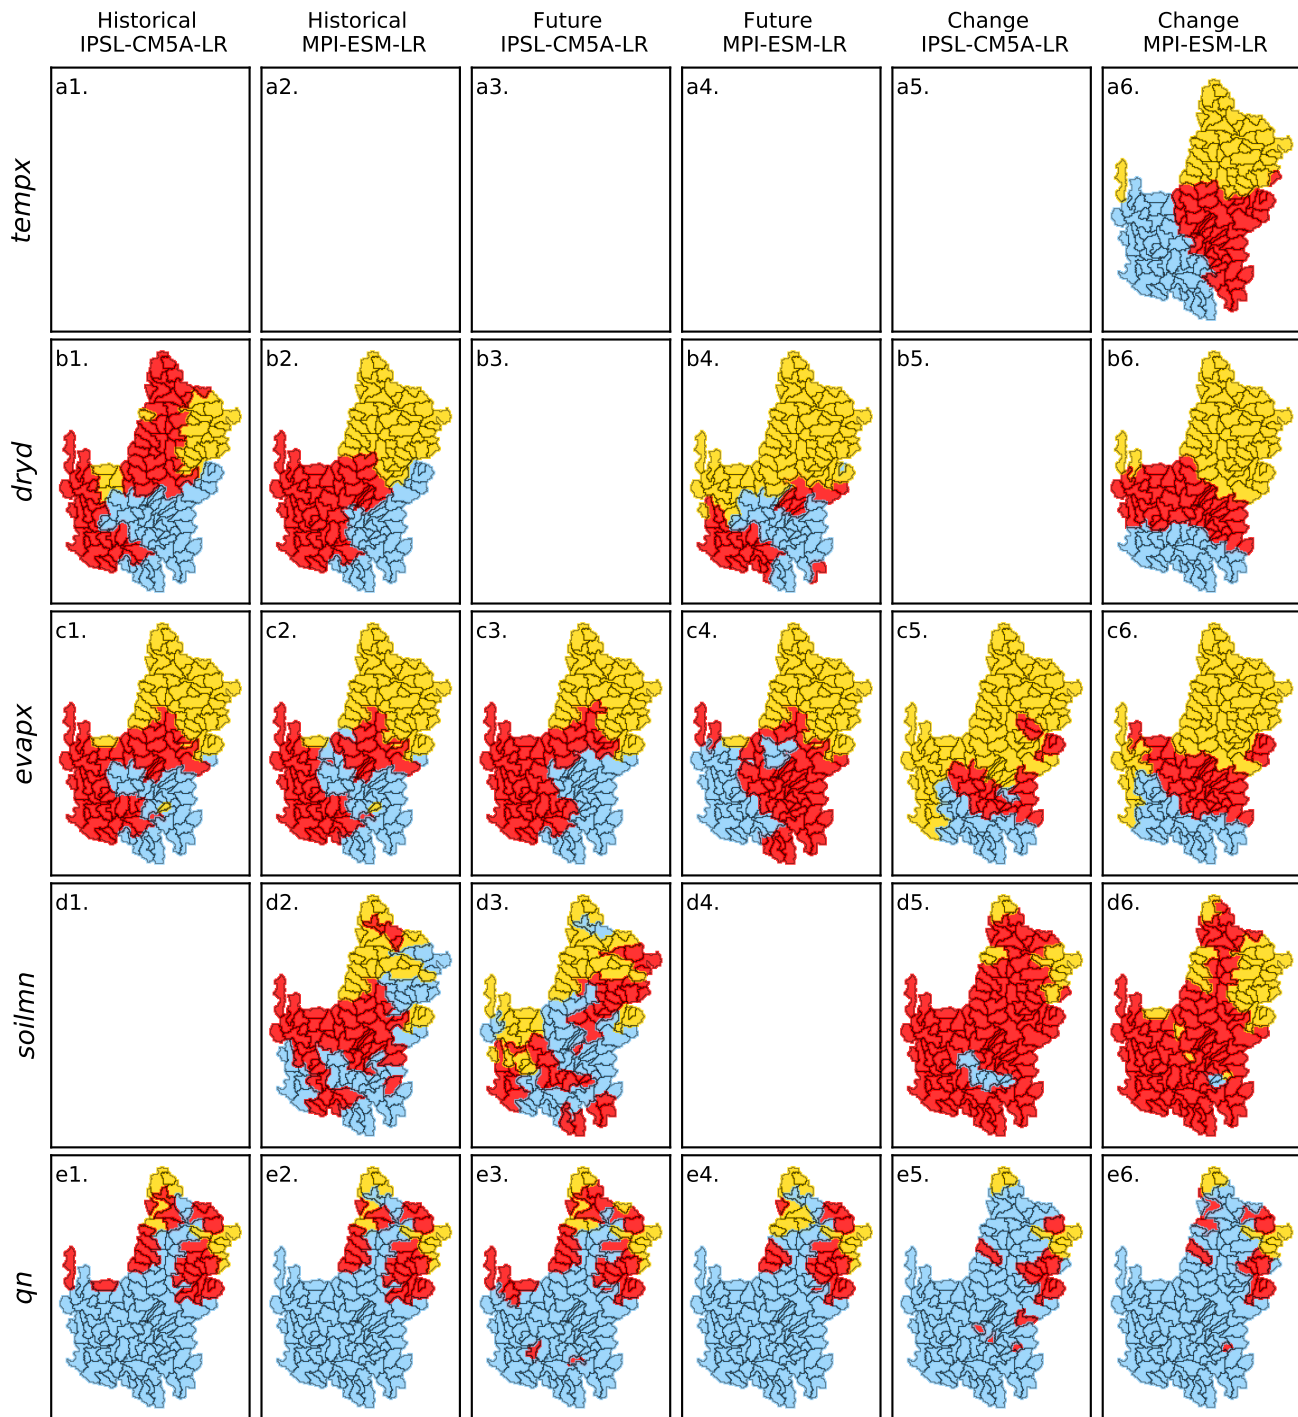 Historical IPSL-CM5A-LR
Historical MPI-ESM-LR
Future IPSL-CM5A-LR
Future MPI-ESM-LR
Change IPSL-CM5A-LR
Change MPI-ESM-LR
tempx
a1. a2. a3. a4. a5. a6.
dryd
b1. b2. b3. b4. b5. b6.
evapx
c1. c2. c3. c4. c5. c6.
soilmn
d1. d2. d3. d4. d5. d6.
qn
e1. e2. e3. e4. e5. e6.